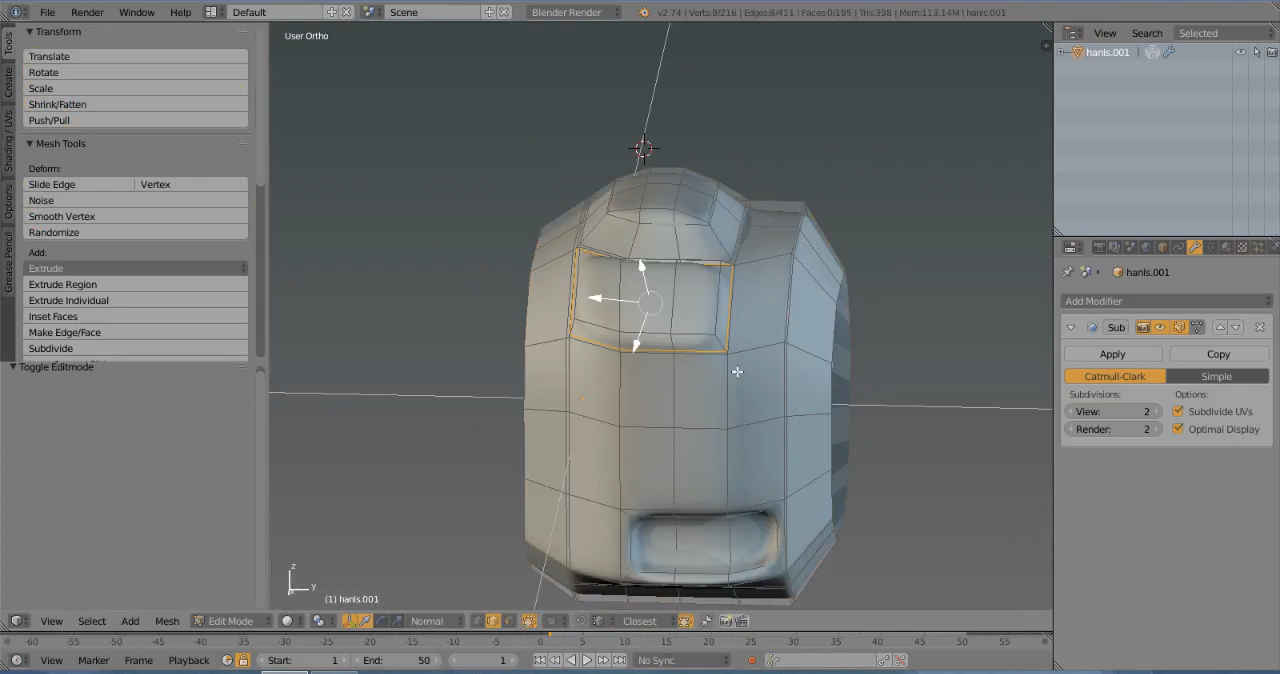 File Render Window Help Default Scene Blender Render v2.74 | Verts:8/216 | Edges:8/411 | Faces:0/195 | Tris:398 | Mem:113.14M | hanls.001
Tools
Create
Shading / UVs
Options
Grease Pencil
Transform
Translate
Rotate
Scale
Shrink/Fatten
Push/Pull
Mesh Tools
Deform:
Slide Edge Vertex
Noise
Smooth Vertex
Randomize
Add:
Extrude
Extrude Region
Extrude Individual
Inset Faces
Make Edge/Face
Subdivide
Toggle Editmode
User Ortho
z
y
(1) hanls.001
View Search Selected
hanls.001
hanls.001
Add Modifier
Sub
Apply Copy
Catmull-Clark Simple
Subdivisions: Options:
View: 2 Subdivide UVs
Render: 2 Optimal Display
View Select Add Mesh Edit Mode Normal Closest
-60 -55 -50 -45 -40 -35 -30 -25 -20 -15 -10 -5 0 5 10 15 20 25 30 35 40 45 50 55
View Marker Frame Playback Start: 1 End: 50 1 No Sync